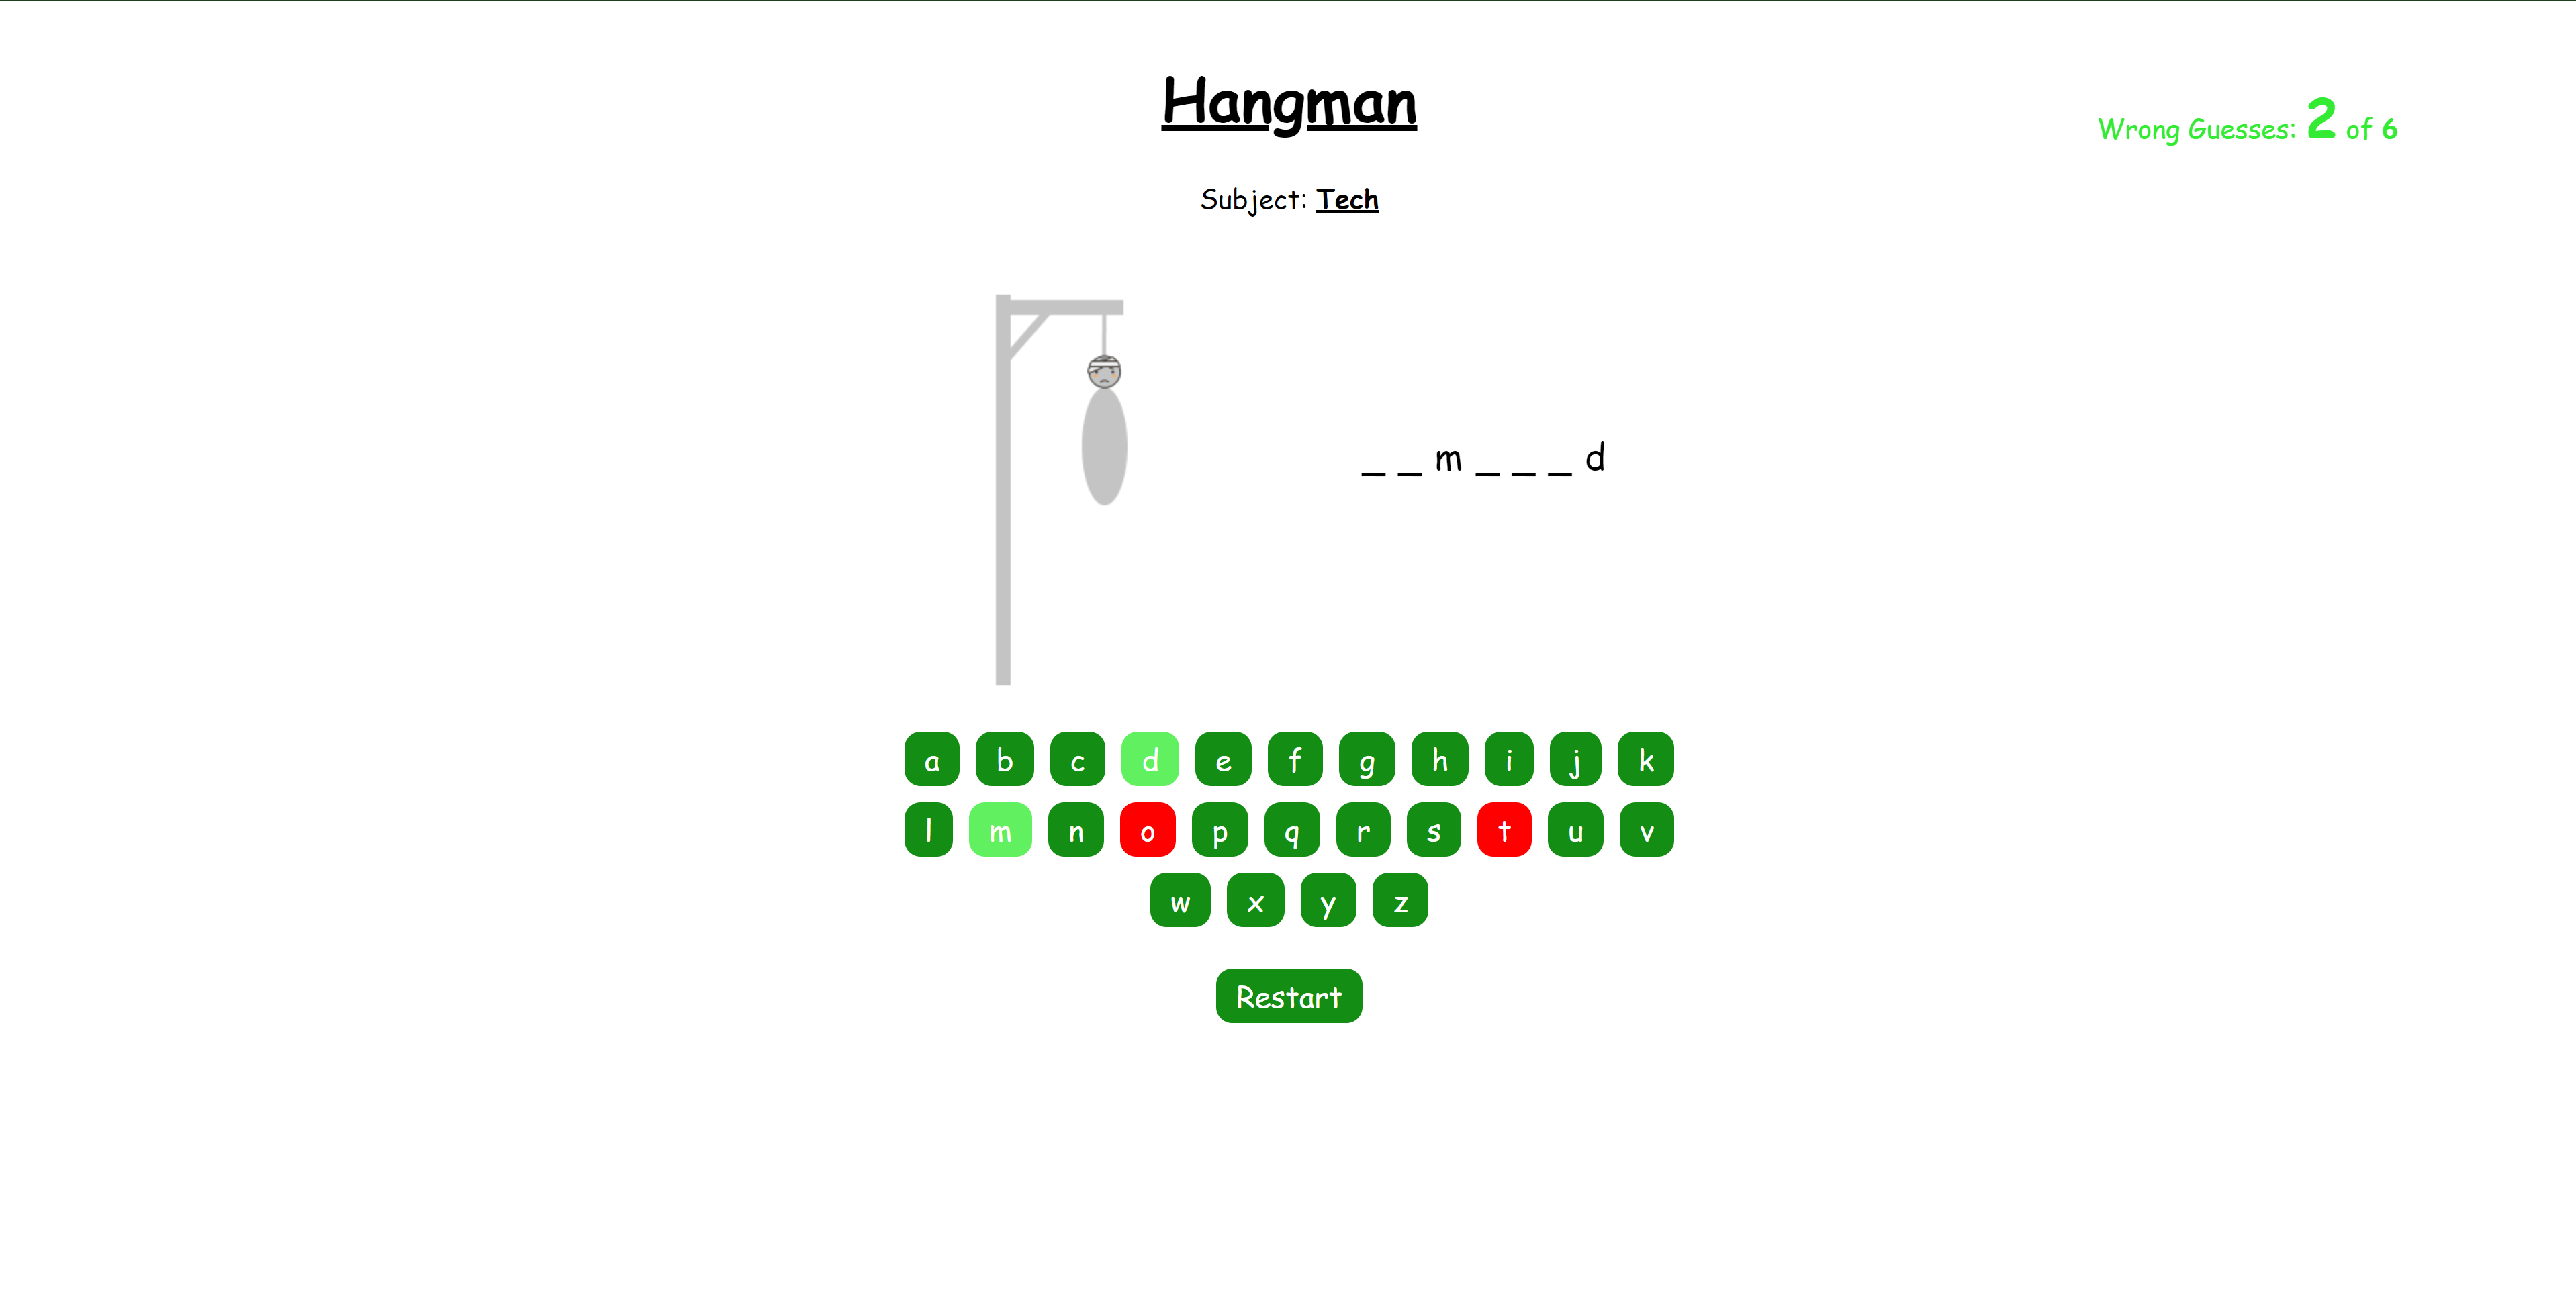 Hangman
Wrong Guesses: 2 of 6
Subject: Tech
_ _ m _ _ _ d
a b c d e f g h i j k
l m n o p q r s t u v
w x y z
Restart